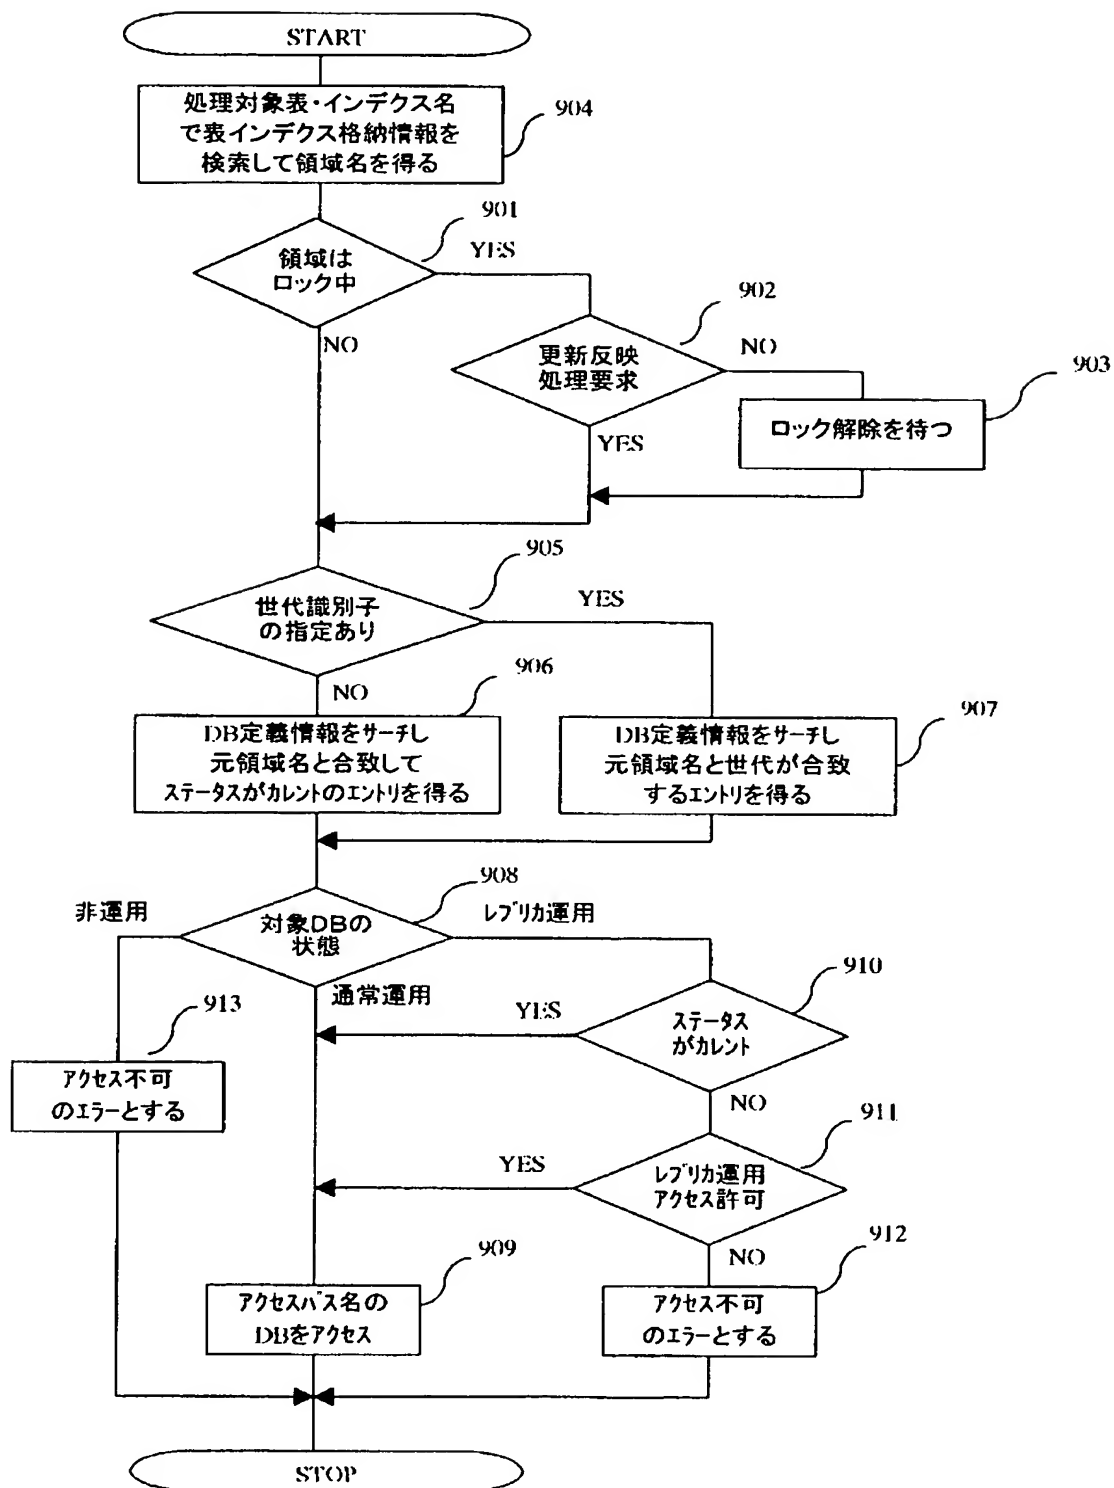 START
処理対象表・インデクス名
で表インデクス格納情報を
検索して領域名を得る
904
901
領域は
ロック中
YES
NO
902
更新反映
処理要求
NO
YES
903
ロック解除を待つ
905
世代識別子
の指定あり
YES
NO
906
DB定義情報をサーチし
元領域名と合致して
ステータスがカレントのエントリを得る
907
DB定義情報をサーチし
元領域名と世代が合致
するエントリを得る
908
対象DBの
状態
非運用
レプリカ運用
通常運用
913
アクセス不可
のエラーとする
910
ステータス
がカレント
YES
NO
911
レプリカ運用
アクセス許可
YES
NO
909
アクセスパス名の
DBをアクセス
912
アクセス不可
のエラーとする
STOP